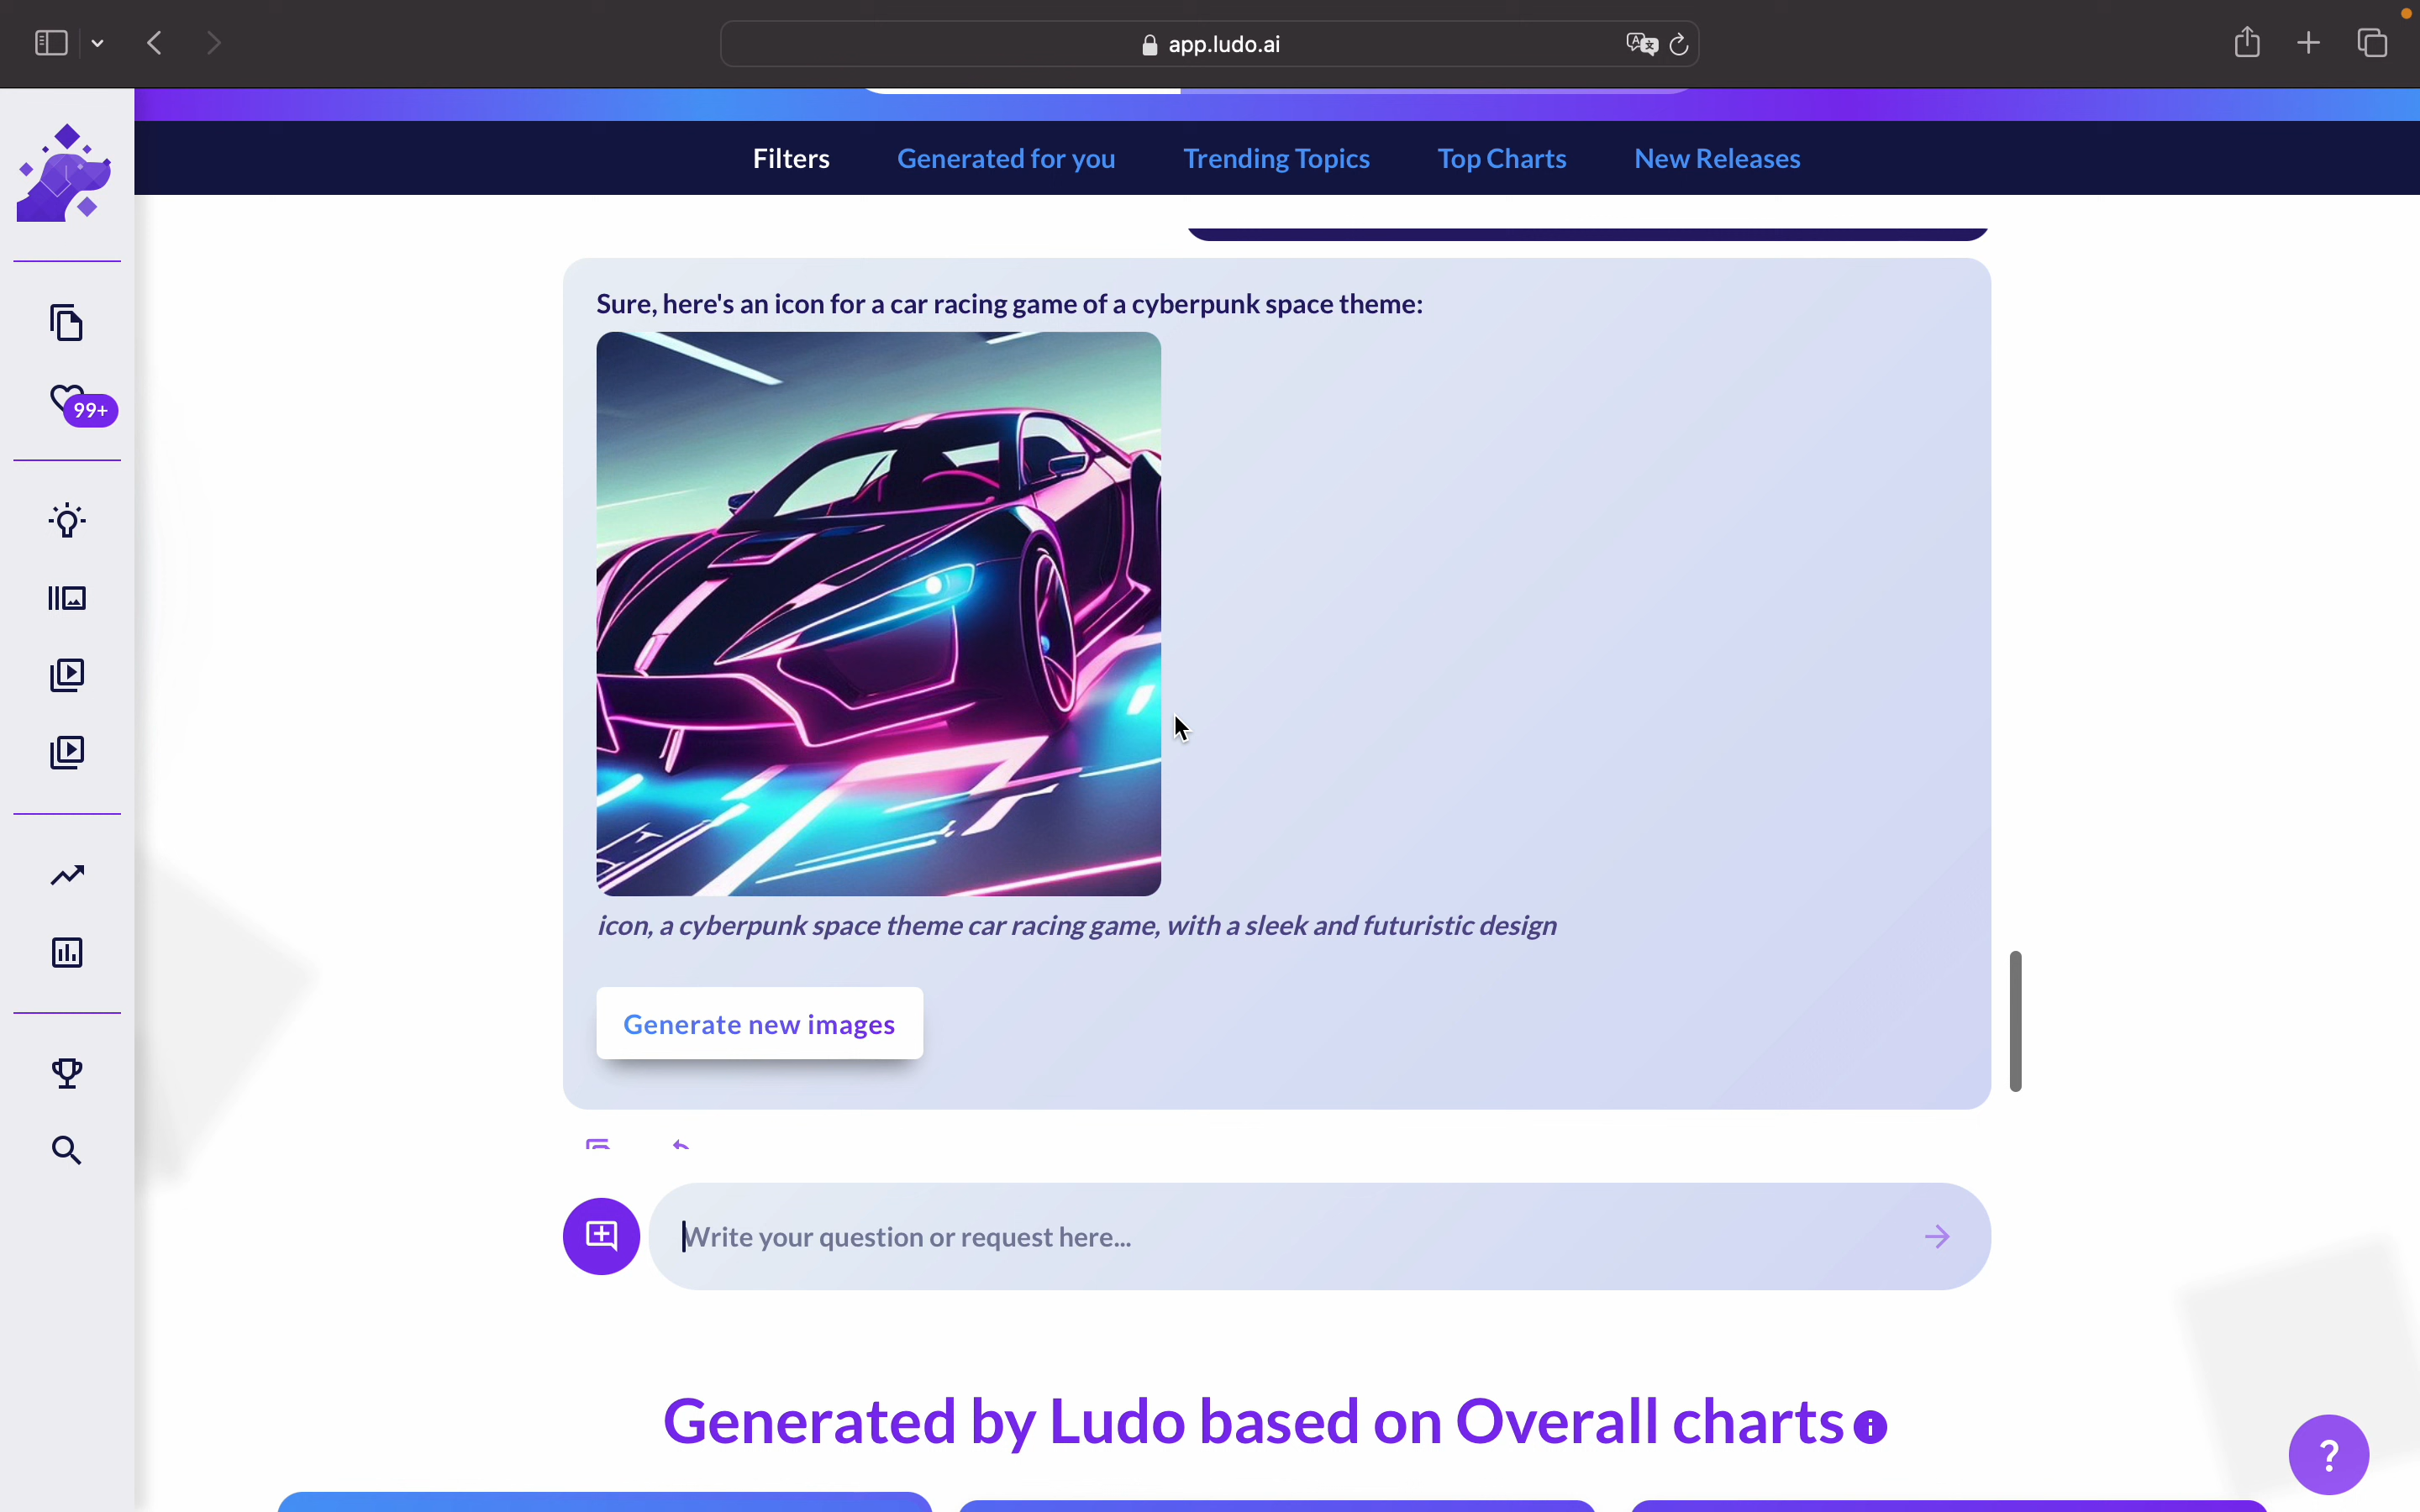 app.ludo.ai
Filters Generated for you Trending Topics Top Charts New Releases
99+
Sure, here's an icon for a car racing game of a cyberpunk space theme:
icon, a cyberpunk space theme car racing game, with a sleek and futuristic design
Generate new images
Write your question or request here...
Generated by Ludo based on Overall charts
?